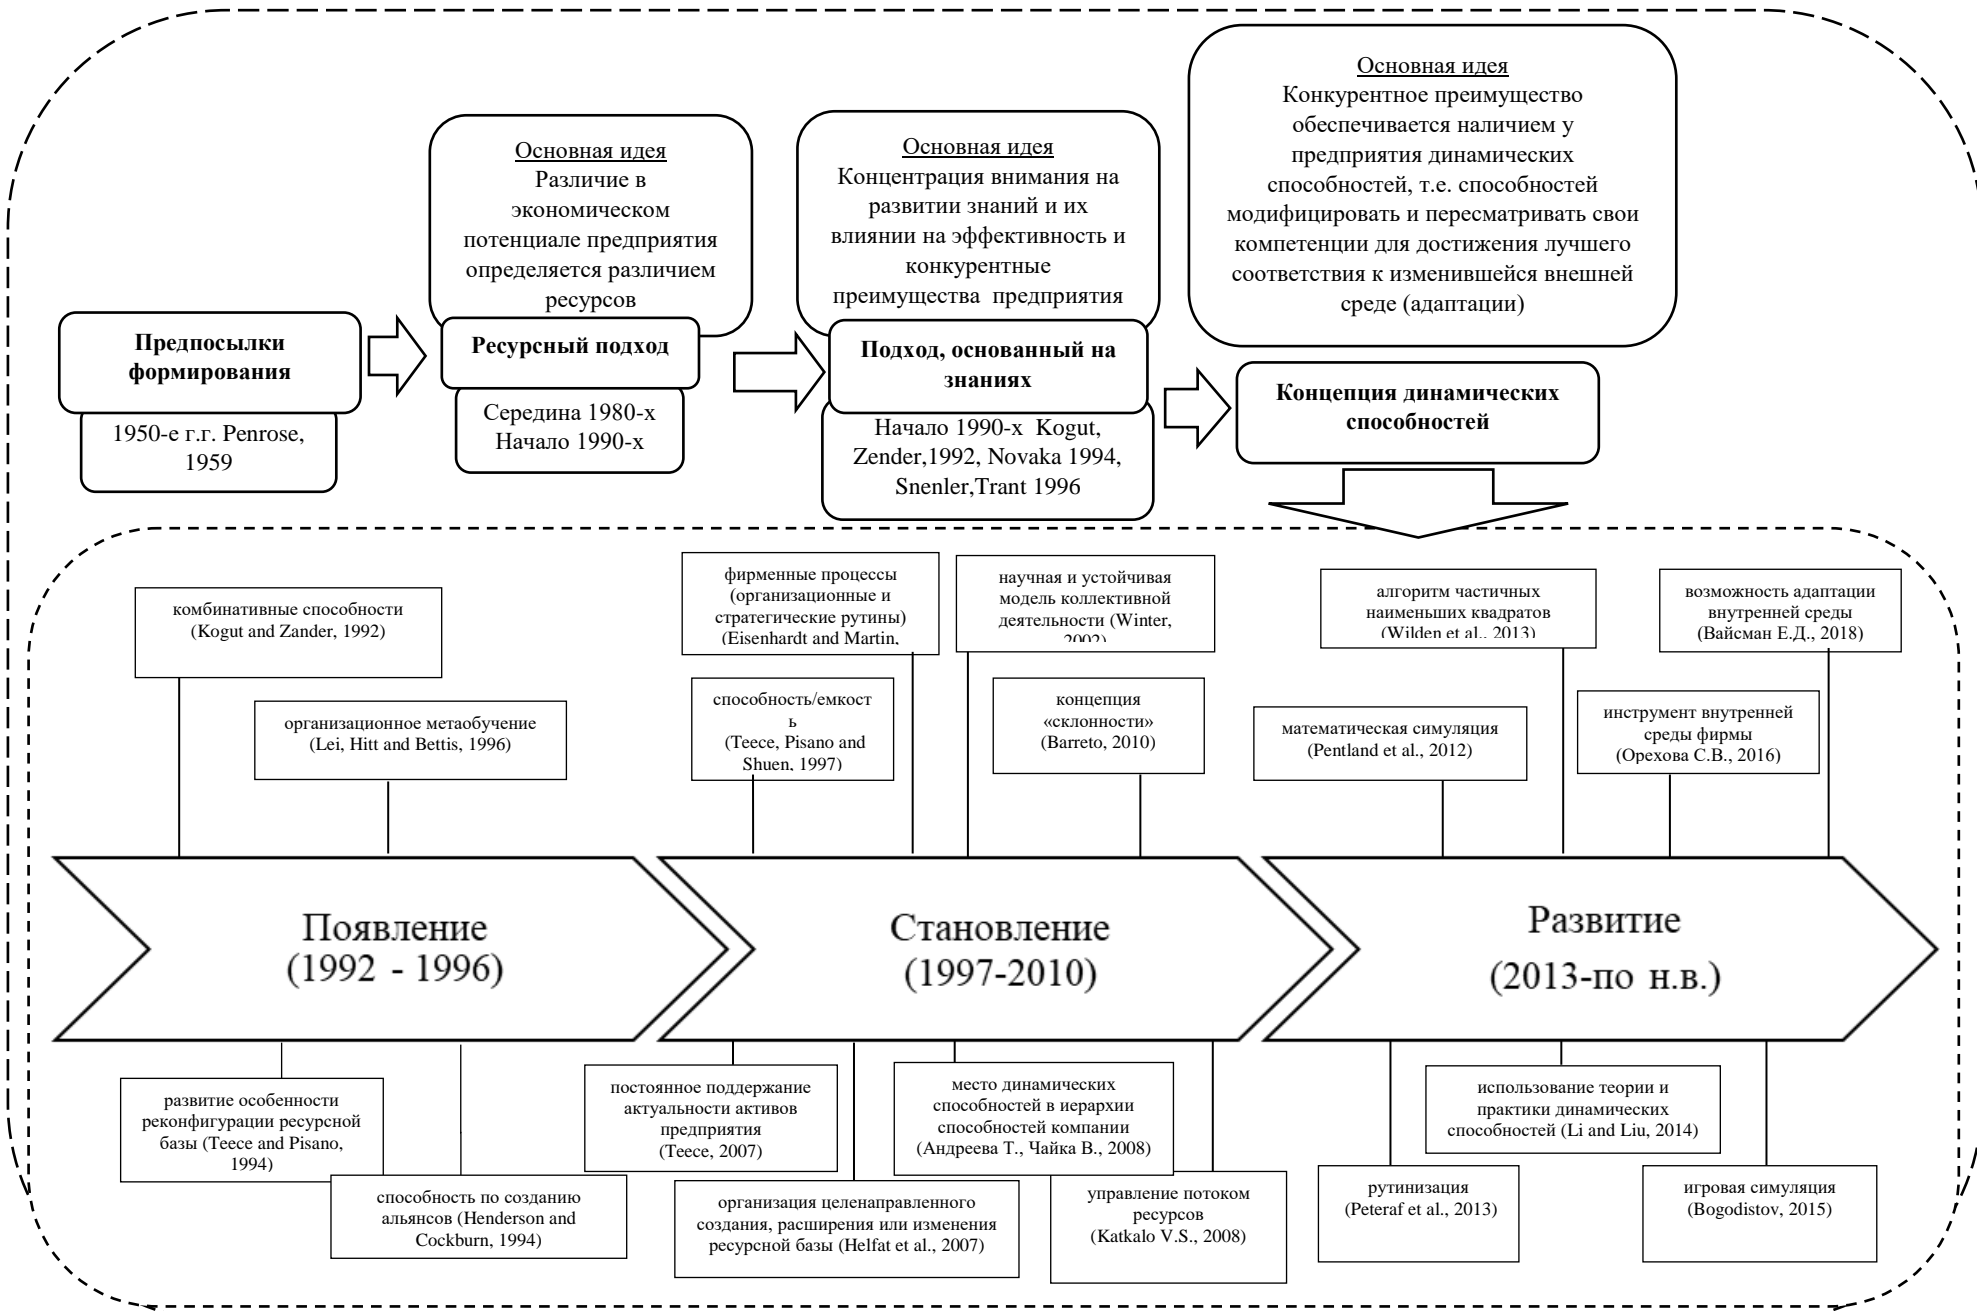 Основная идея
Различие в
экономическом
потенциале предприятия
определяется различием
ресурсов
Основная идея
Концентрация внимания на
развитии знаний и их
влиянии на эффективность и
конкурентные
преимущества предприятия
Основная идея
Конкурентное преимущество
обеспечивается наличием у
предприятия динамических
способностей, т.е. способностей
модифицировать и пересматривать свои
компетенции для достижения лучшего
соответствия к изменившейся внешней
среде (адаптации)
Предпосылки
формирования
1950-е г.г. Penrose,
1959
Ресурсный подход
Середина 1980-х
Начало 1990-х
Подход, основанный на
знаниях
Начало 1990-х Kogut,
Zender,1992, Novaka 1994,
Snenler,Trant 1996
Концепция динамических
способностей
комбинативные способности
(Kogut and Zander, 1992)
организационное метаобучение
(Lei, Hitt and Bettis, 1996)
фирменные процессы
(организационные и
стратегические рутины)
(Eisenhardt and Martin,
способность/емкост
ь
(Teece, Pisano and
Shuen, 1997)
научная и устойчивая
модель коллективной
деятельности (Winter,
2002)
концепция
«склонности»
(Barreto, 2010)
алгоритм частичных
наименьших квадратов
(Wilden et al., 2013)
математическая симуляция
(Pentland et al., 2012)
возможность адаптации
внутренней среды
(Вайсман Е.Д., 2018)
инструмент внутренней
среды фирмы
(Орехова С.В., 2016)
Появление
(1992 - 1996)
Становление
(1997-2010)
Развитие
(2013-по н.в.)
развитие особенности
реконфигурации ресурсной
базы (Teece and Pisano,
1994)
способность по созданию
альянсов (Henderson and
Cockburn, 1994)
постоянное поддержание
актуальности активов
предприятия
(Teece, 2007)
организация целенаправленного
создания, расширения или изменения
ресурсной базы (Helfat et al., 2007)
место динамических
способностей в иерархии
способностей компании
(Андреева Т., Чайка В., 2008)
управление потоком
ресурсов
(Katkalo V.S., 2008)
использование теории и
практики динамических
способностей (Li and Liu, 2014)
рутинизация
(Peteraf et al., 2013)
игровая симуляция
(Bogodistov, 2015)